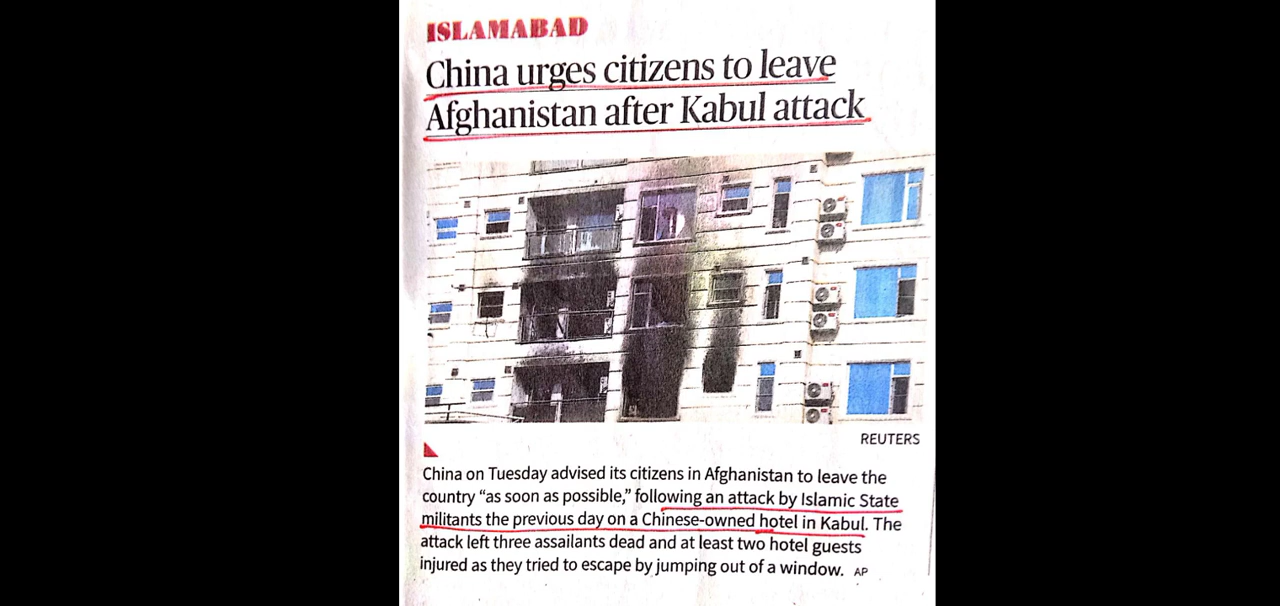 ISLAMABAD
China urges citizens to leave
Afghanistan after Kabul attack
REUTERS
China on Tuesday advised its citizens in Afghanistan to leave the
country “as soon as possible,” following an attack by Islamic State
militants the previous day on a Chinese-owned hotel in Kabul. The
attack left three assailants dead and at least two hotel guests
injured as they tried to escape by jumping out of a window. AP